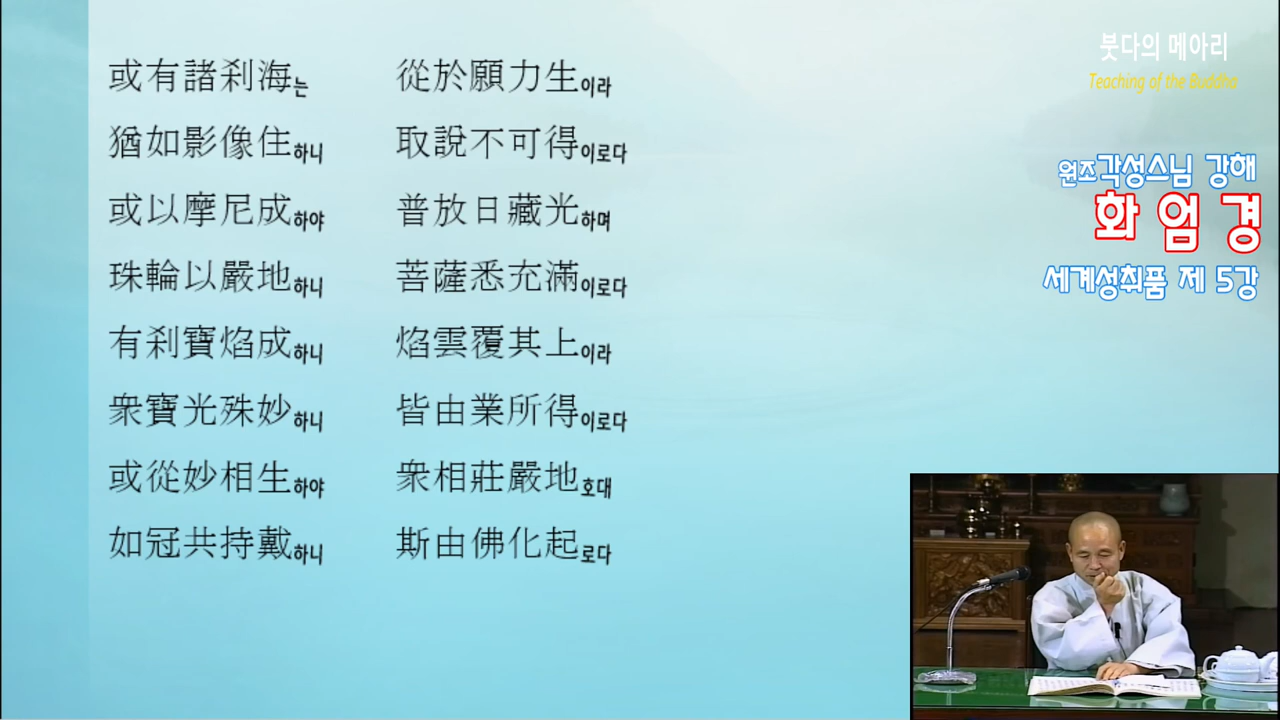 或有諸刹海는 從於願力生이라
猶如影像住하니 取說不可得이로다
或以摩尼成하야 普放日藏光하며
珠輪以嚴地하니 菩薩悉充滿이로다
有刹寶焰成하니 焰雲覆其上이라
衆寶光殊妙하니 皆由業所得이로다
或從妙相生하야 衆相莊嚴地호대
如冠共持戴하니 斯由佛化起로다
붓다의 메아리
Teaching of the Buddha
원조각성스님 강해
화엄경
세계성취품 제 5강